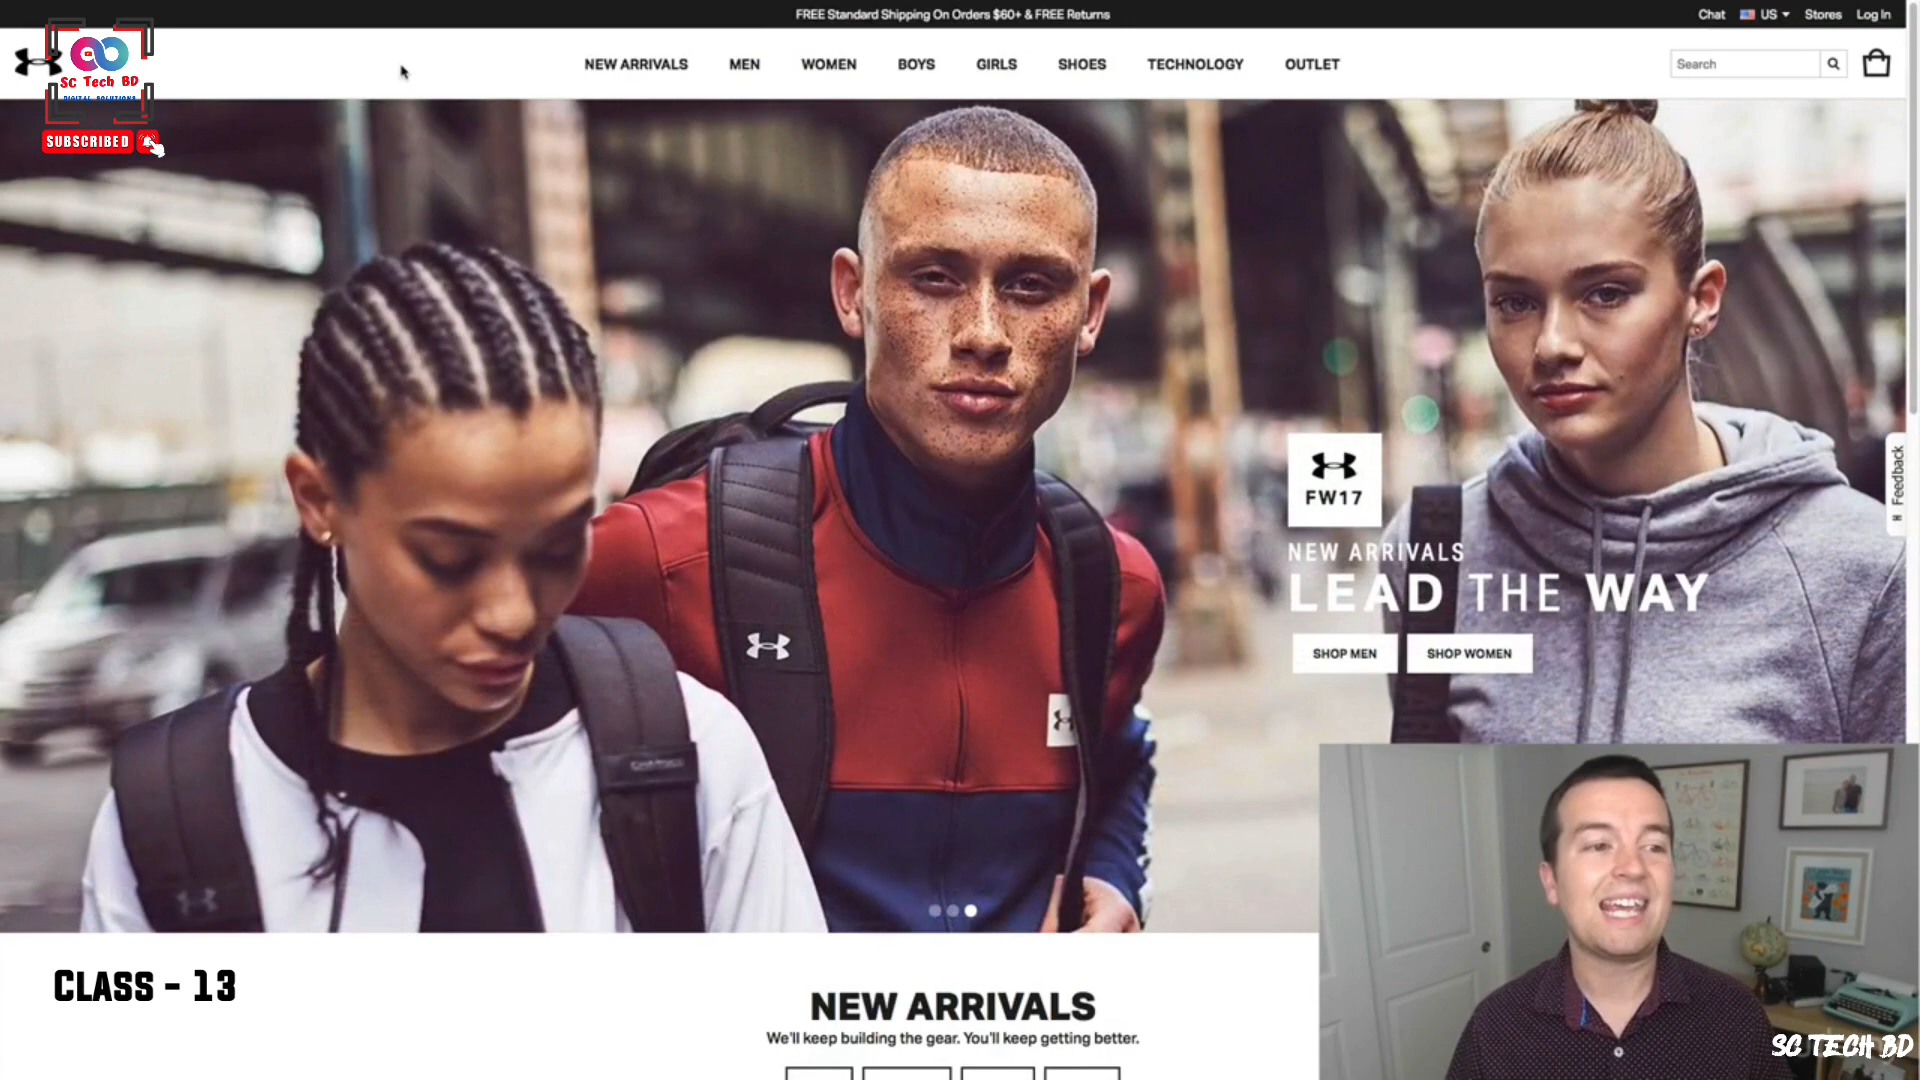 FREE Standard Shipping On Orders $60+ & FREE Returns
Chat US Stores Log In
SC Tech BD
DIGITAL SOLUTIONS
SUBSCRIBED
NEW ARRIVALS MEN WOMEN BOYS GIRLS SHOES TECHNOLOGY OUTLET
Search
Feedback
FW17
NEW ARRIVALS
LEAD THE WAY
SHOP MEN SHOP WOMEN
CLASS - 13
NEW ARRIVALS
We'll keep building the gear. You'll keep getting better.
SC TECH BD